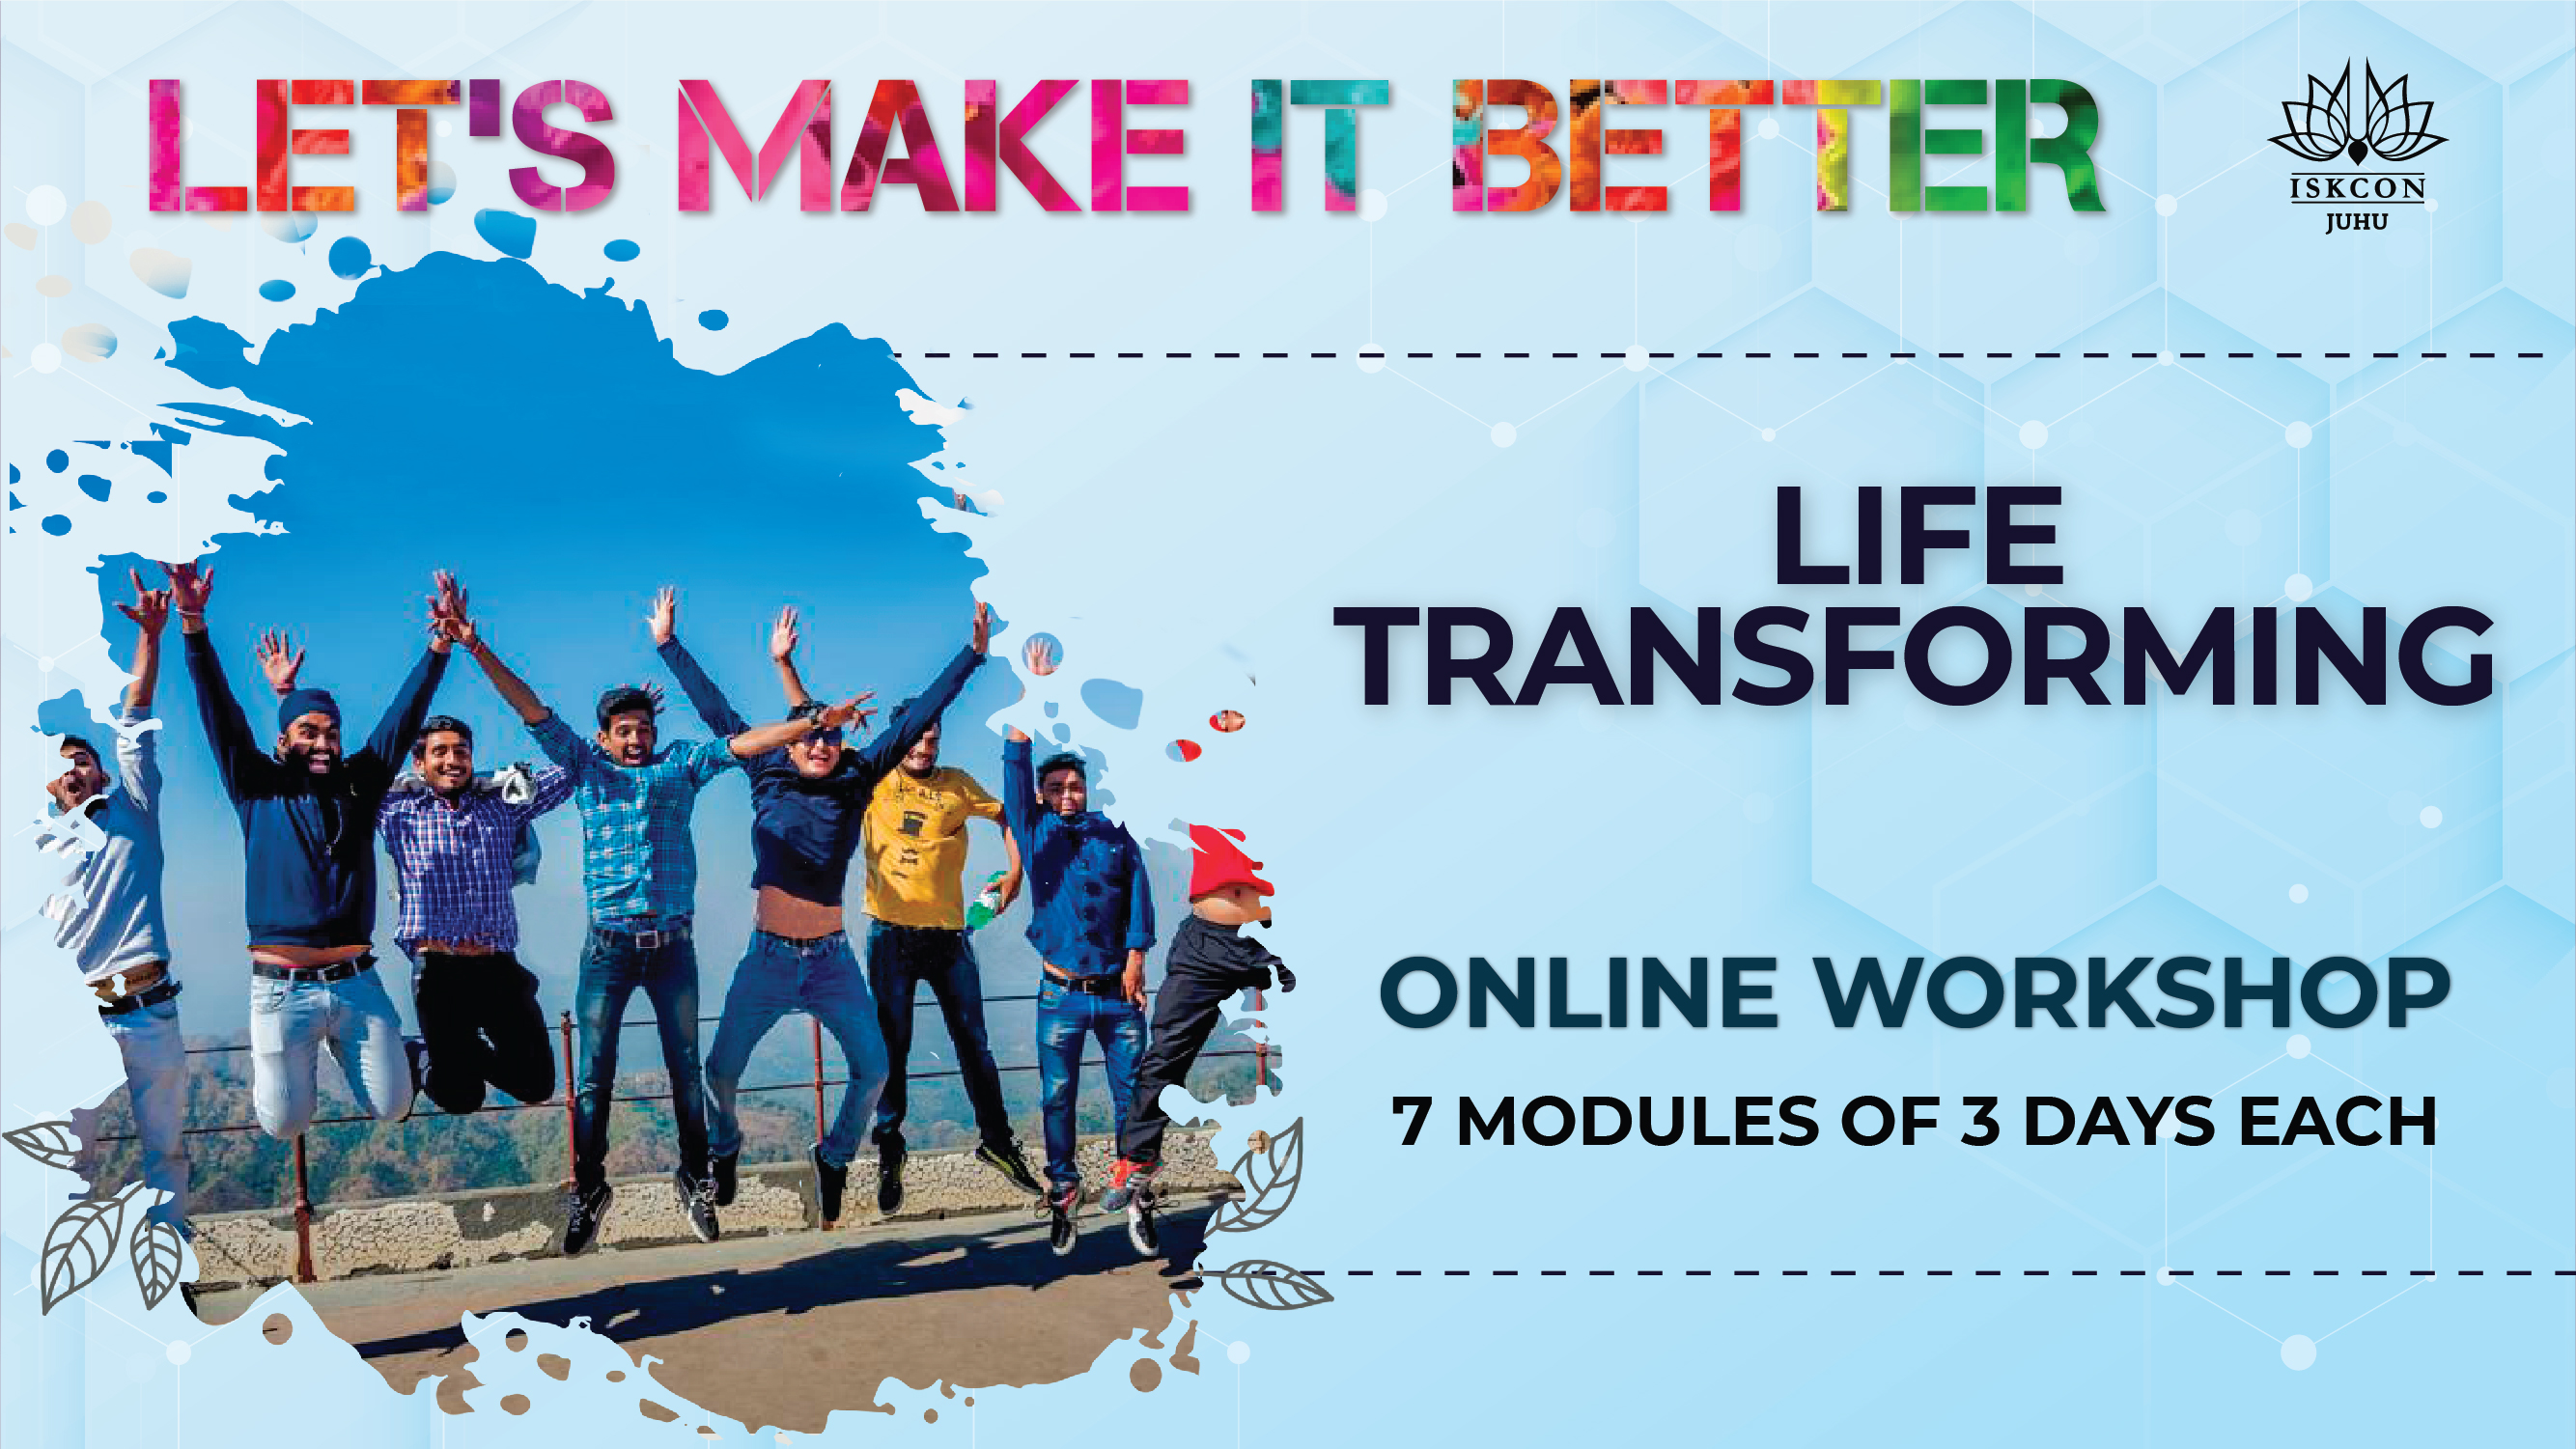 LET'S MAKE IT BETTER
ISKCON
JUHU
LIFE
TRANSFORMING
ONLINE WORKSHOP
7 MODULES OF 3 DAYS EACH